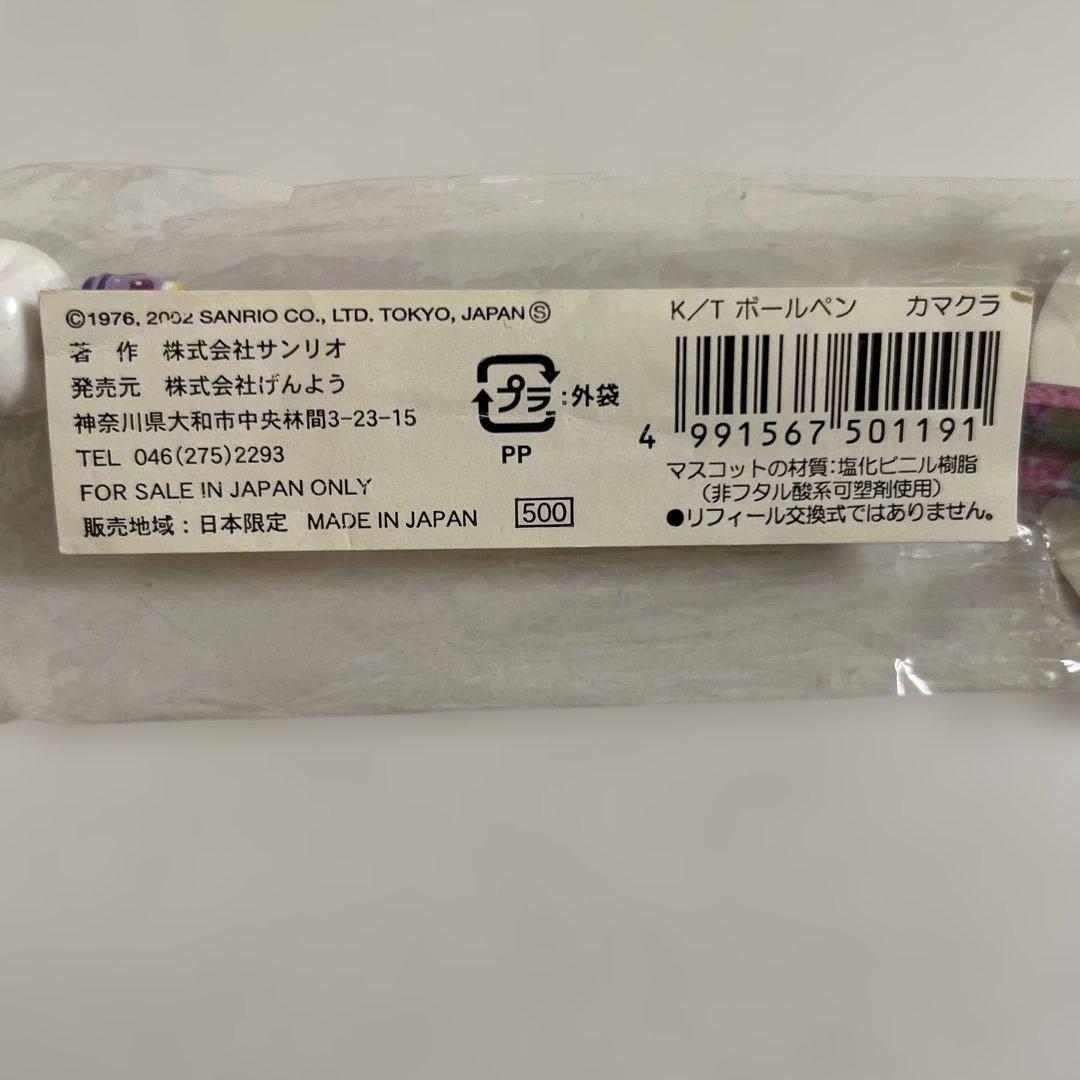 ©1976, 2002 SANRIO CO., LTD. TOKYO, JAPAN Ⓢ
著 作 株式会社サンリオ
発売元 株式会社げんよう
神奈川県大和市中央林間3-23-15
TEL 046(275)2293
FOR SALE IN JAPAN ONLY
販売地域：日本限定 MADE IN JAPAN
プラ：外袋
PP
500
K/T ボールペン カマクラ
4 991567 501191
マスコットの材質：塩化ビニル樹脂
（非フタル酸系可塑剤使用）
●リフィール交換式ではありません。